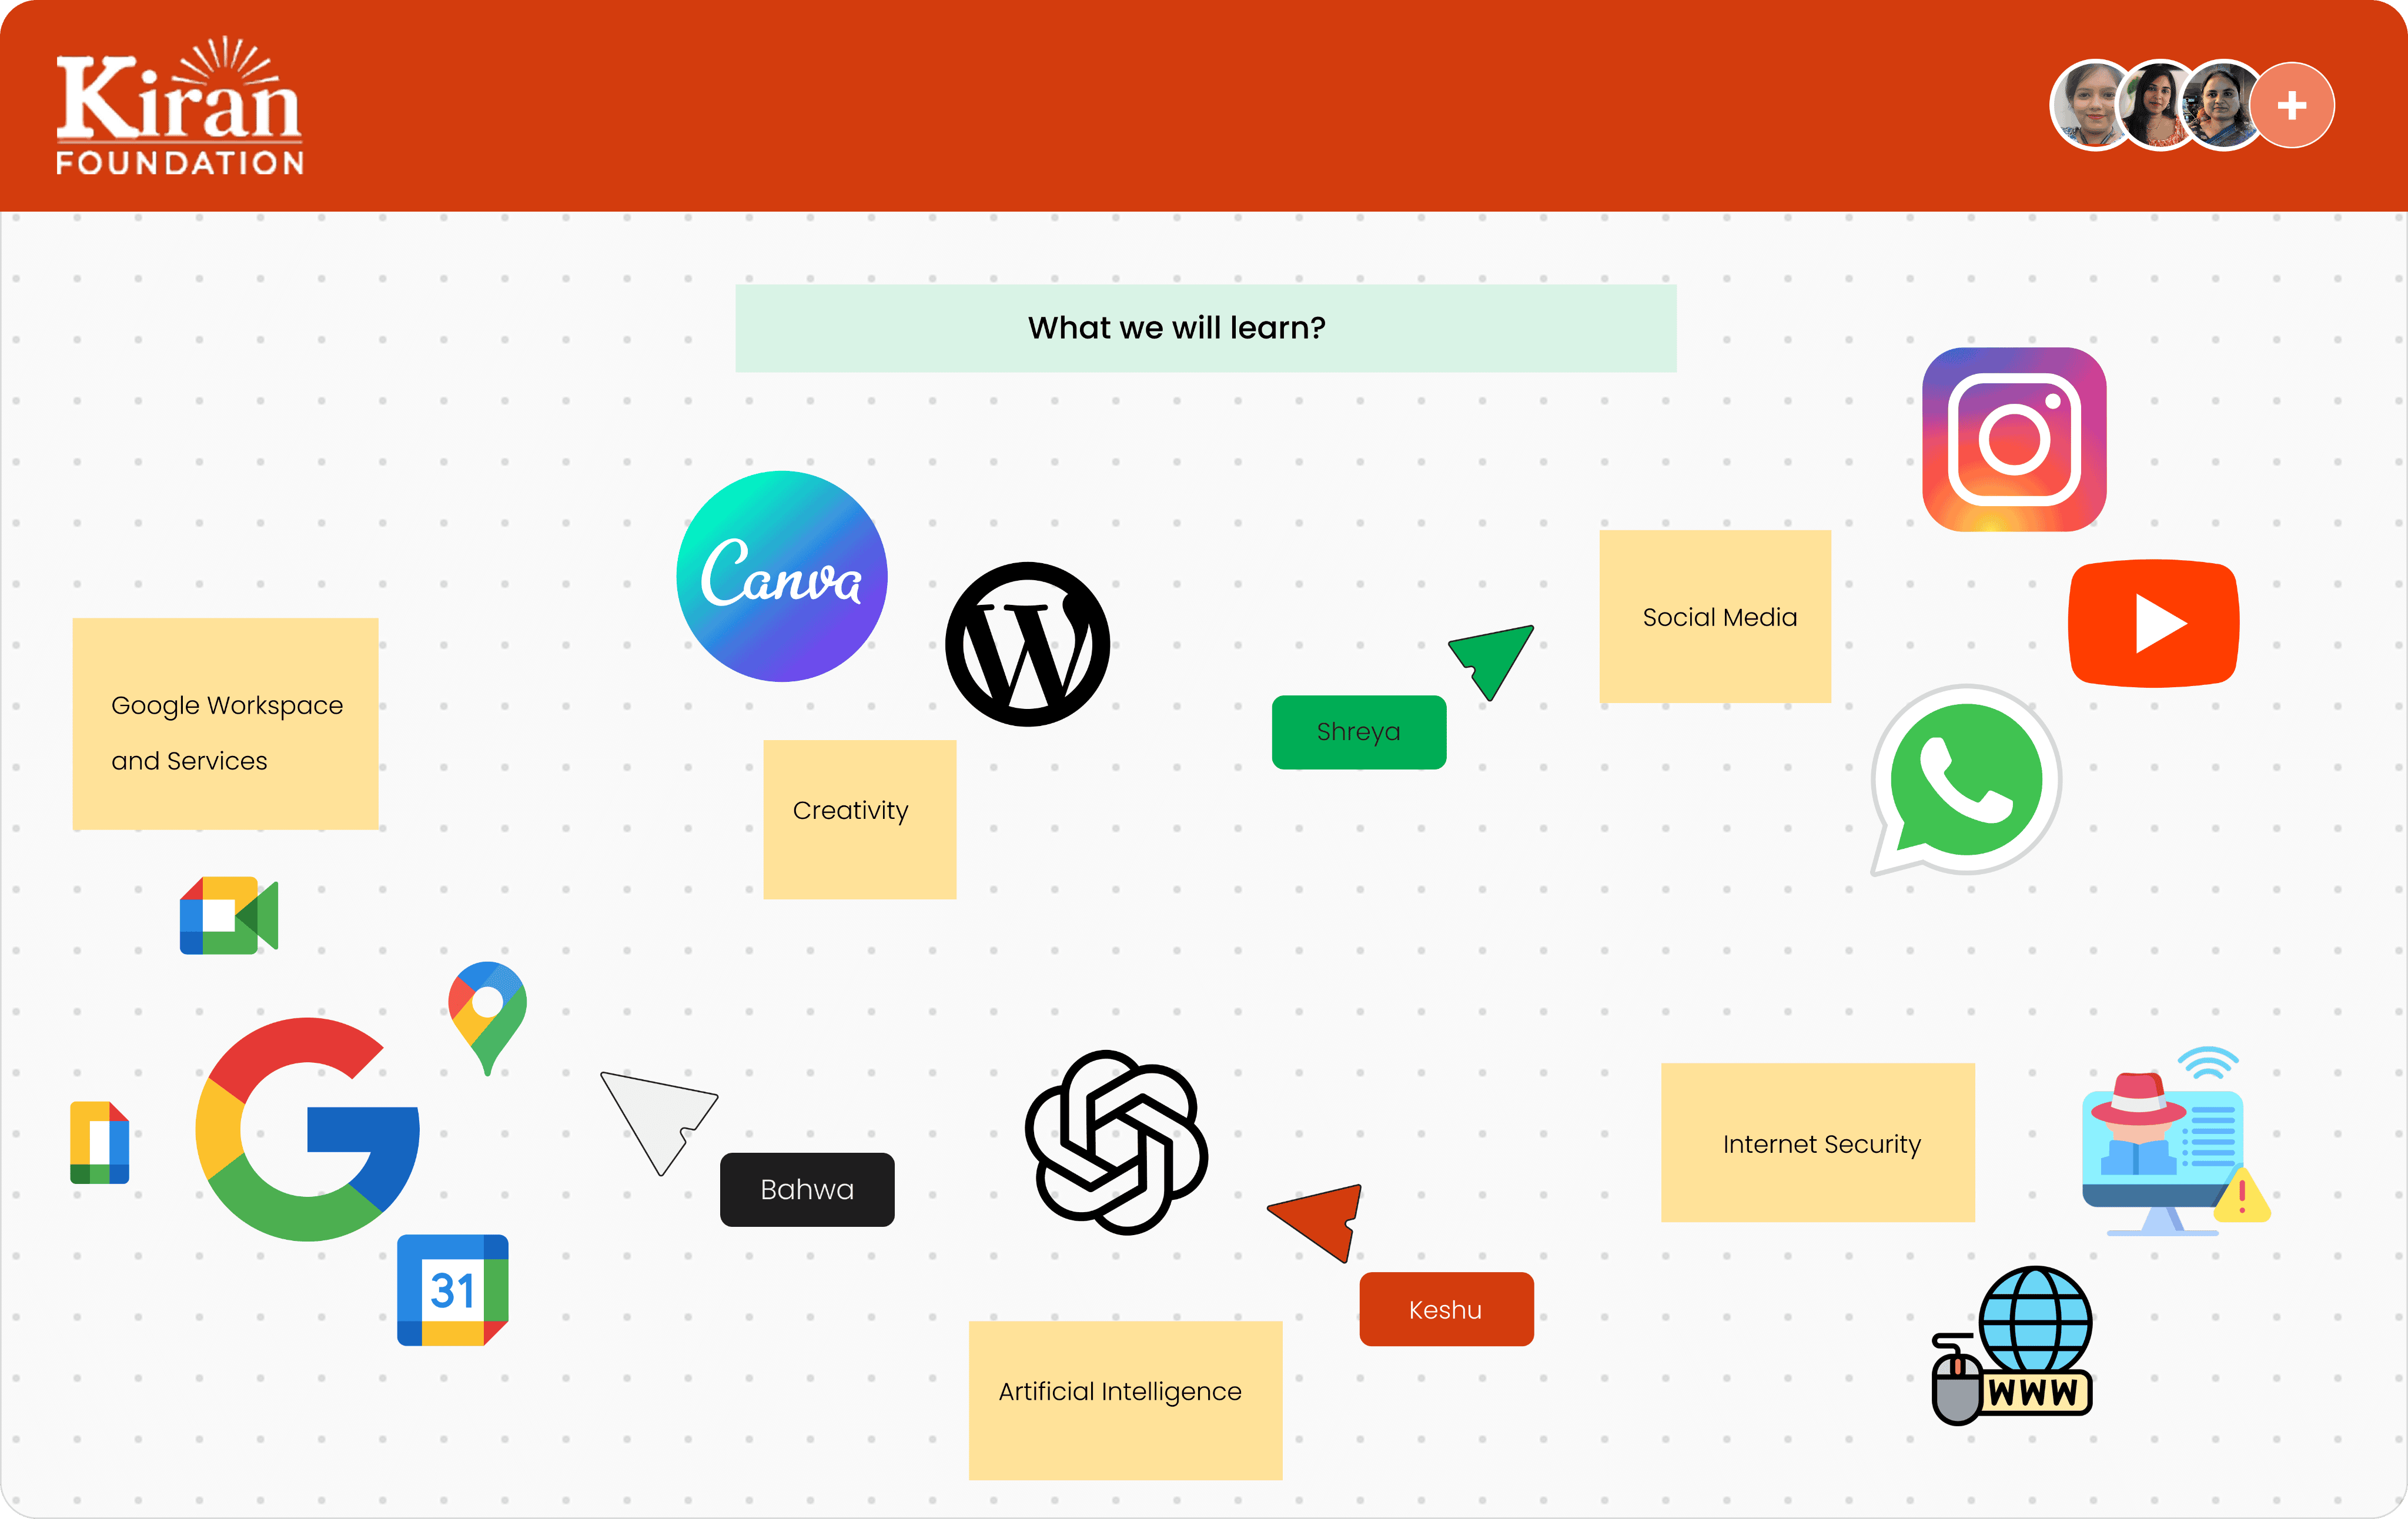 Kiran
FOUNDATION
What we will learn?
Canva
Social Media
Google Workspace
and Services
Shreya
Creativity
Internet Security
Bahwa
31
Keshu
Artificial Intelligence
WWW